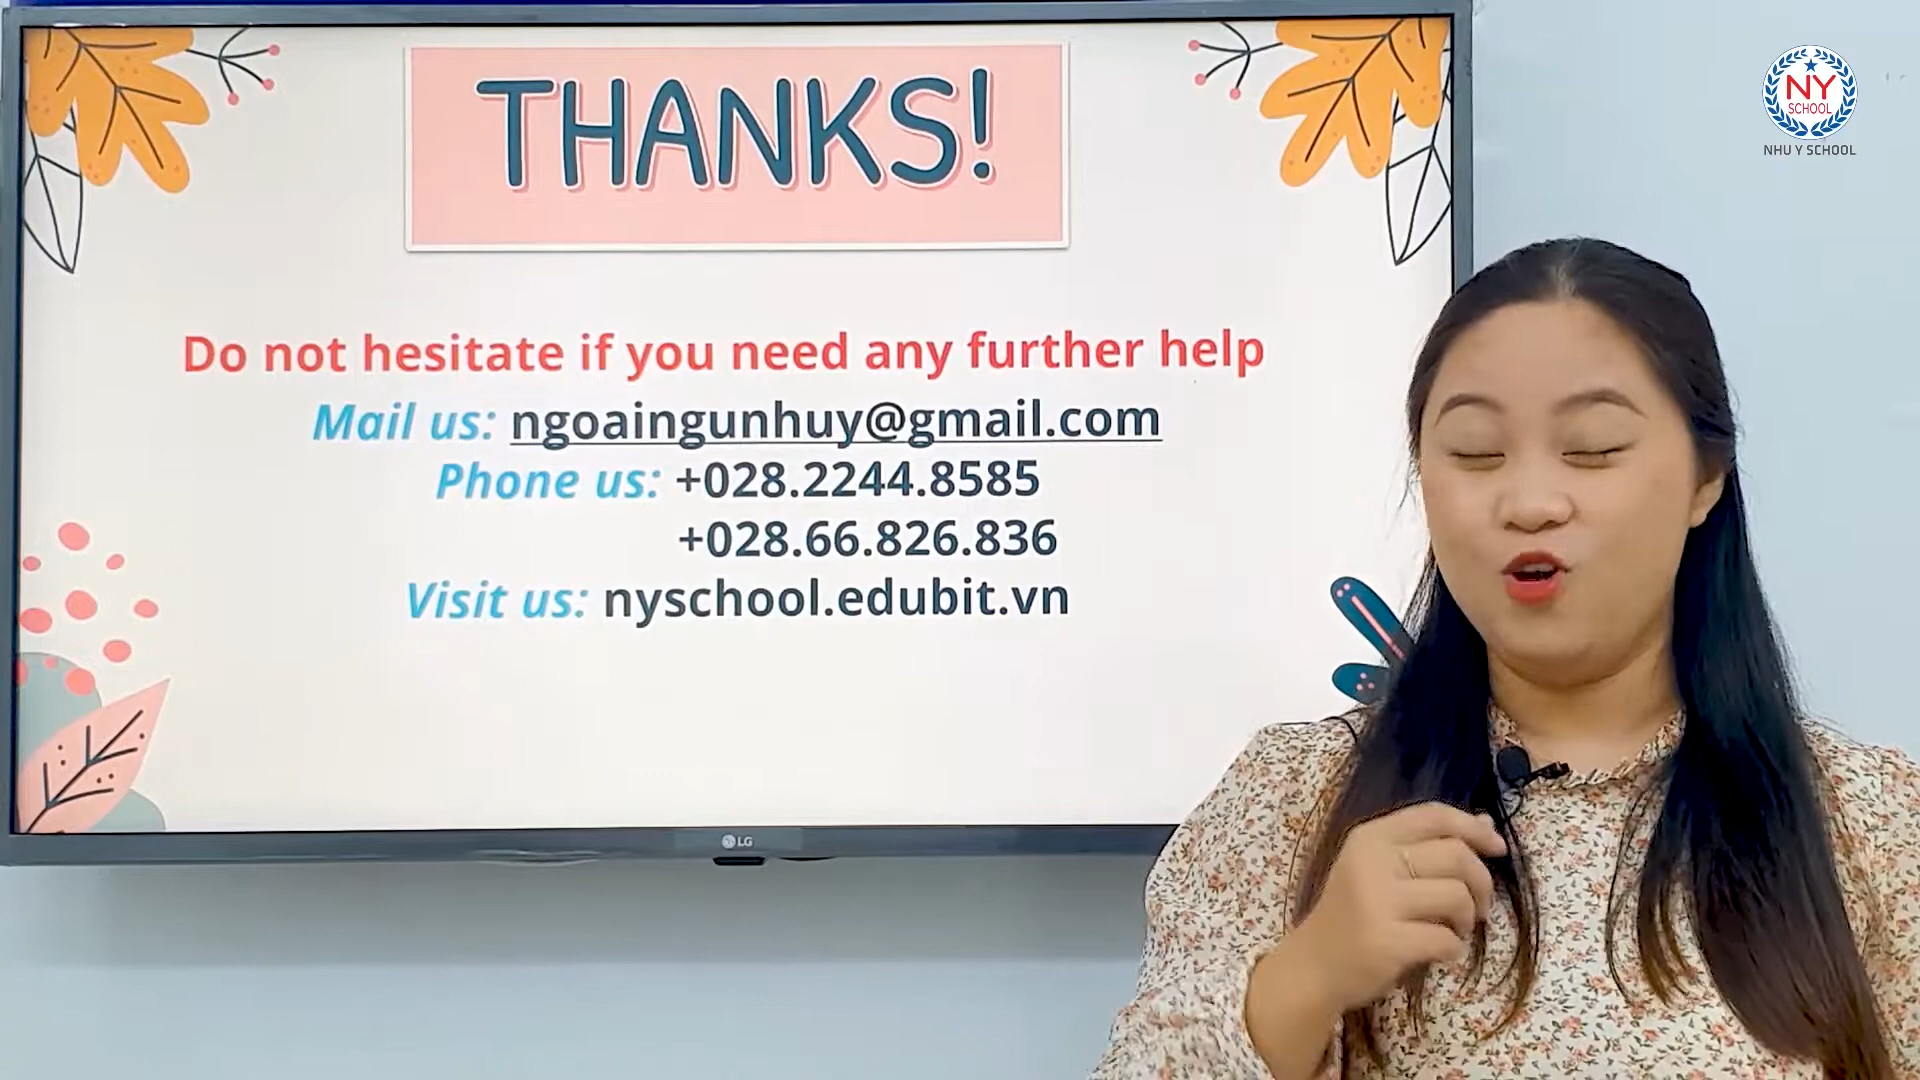 THANKS!
Do not hesitate if you need any further help
Mail us: ngoaingunhuy@gmail.com
Phone us: +028.2244.8585
+028.66.826.836
Visit us: nyschool.edubit.vn
LG
NY
SCHOOL
NHU Y SCHOOL